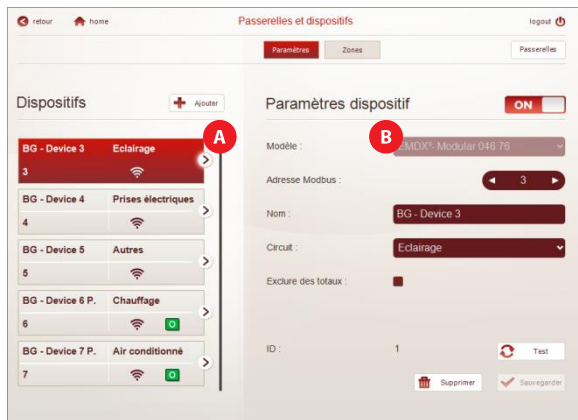 retour home Passerelles et dispositifs logout
Paramètres Zones Passerelles
Dispositifs Ajouter
A
BG - Device 3 Eclairage
3
BG - Device 4 Prises électriques
4
BG - Device 5 Autres
5
BG - Device 6 P. Chauffage
6 O
BG - Device 7 P. Air conditionné
7 O
Paramètres dispositif ON
B
Modèle : EMDX³- Modular 046 76
Adresse Modbus : 3
Nom : BG - Device 3
Circuit : Eclairage
Exclure des totaux :
ID : 1 Test
Supprimer Sauvegarder